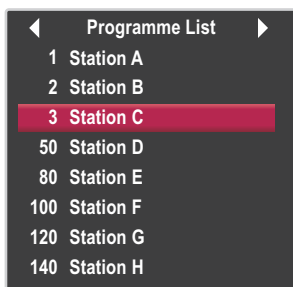 Programme List
1 Station A
2 Station B
3 Station C
50 Station D
80 Station E
100 Station F
120 Station G
140 Station H